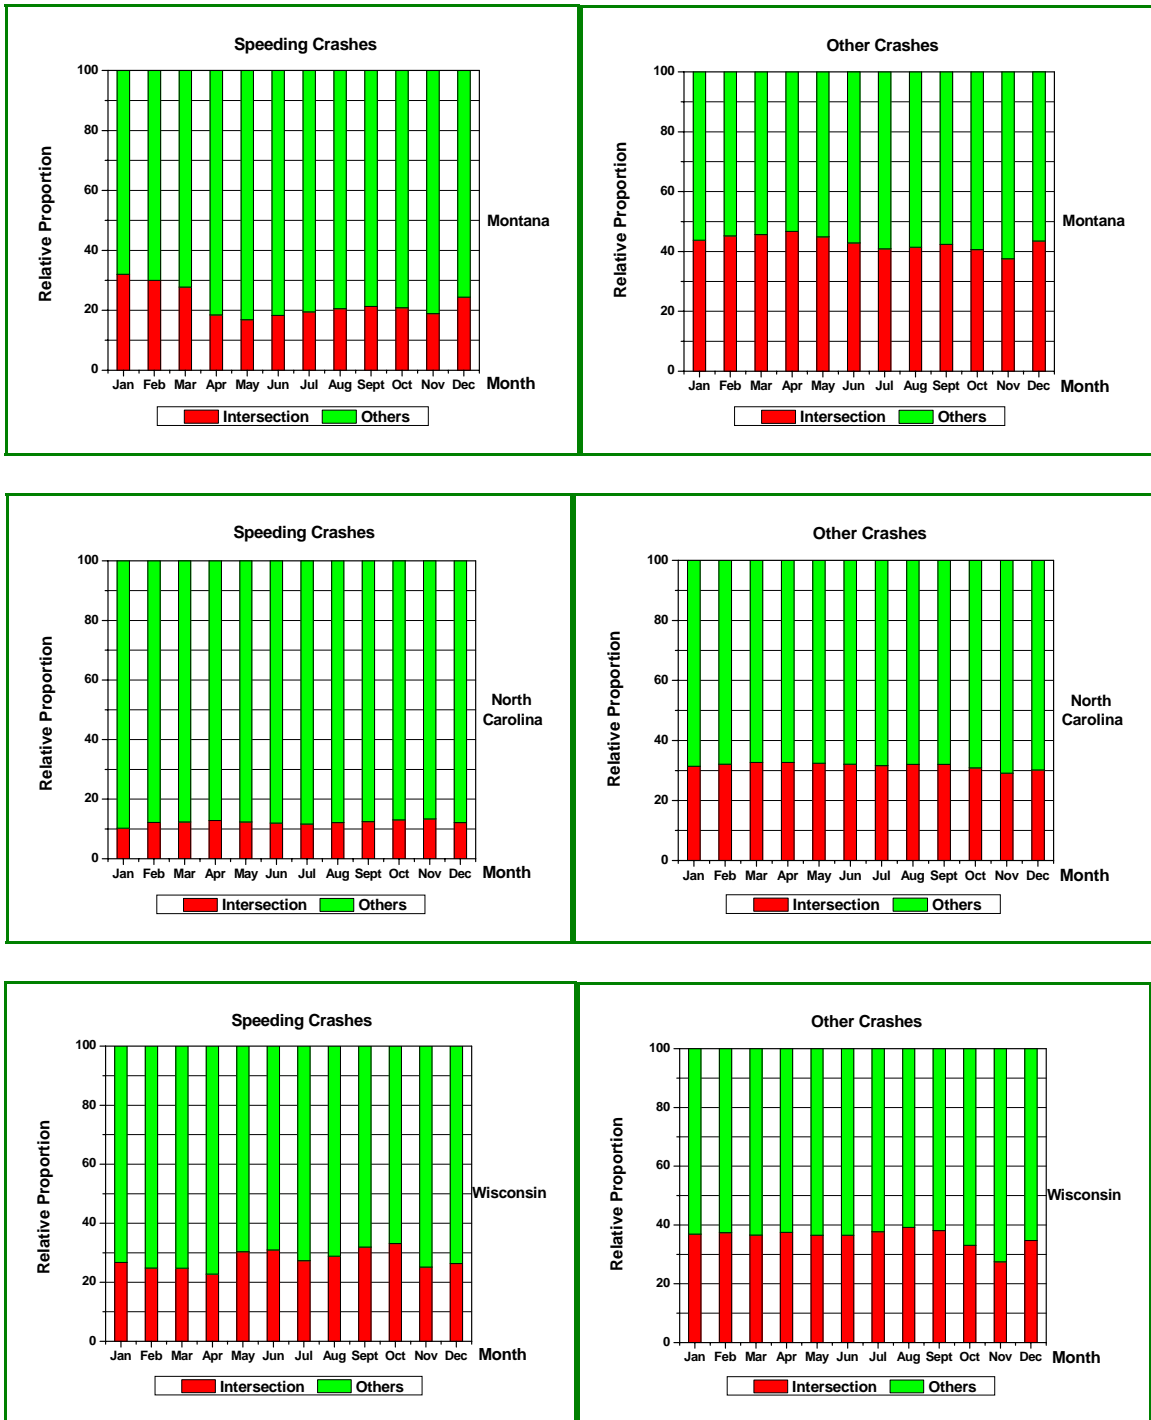 Speeding Crashes
100
80
60
40
20
0
Relative Proportion
Jan Feb Mar Apr May Jun Jul Aug Sept Oct Nov Dec Month
Montana
Intersection Others
Other Crashes
100
80
60
40
20
0
Relative Proportion
Jan Feb Mar Apr May Jun Jul Aug Sept Oct Nov Dec Month
Montana
Intersection Others
Speeding Crashes
100
80
60
40
20
0
Relative Proportion
Jan Feb Mar Apr May Jun Jul Aug Sept Oct Nov Dec Month
North
Carolina
Intersection Others
Other Crashes
100
80
60
40
20
0
Relative Proportion
Jan Feb Mar Apr May Jun Jul Aug Sept Oct Nov Dec Month
North
Carolina
Intersection Others
Speeding Crashes
100
80
60
40
20
0
Relative Proportion
Jan Feb Mar Apr May Jun Jul Aug Sept Oct Nov Dec Month
Wisconsin
Intersection Others
Other Crashes
100
80
60
40
20
0
Relative Proportion
Jan Feb Mar Apr May Jun Jul Aug Sept Oct Nov Dec Month
Wisconsin
Intersection Others